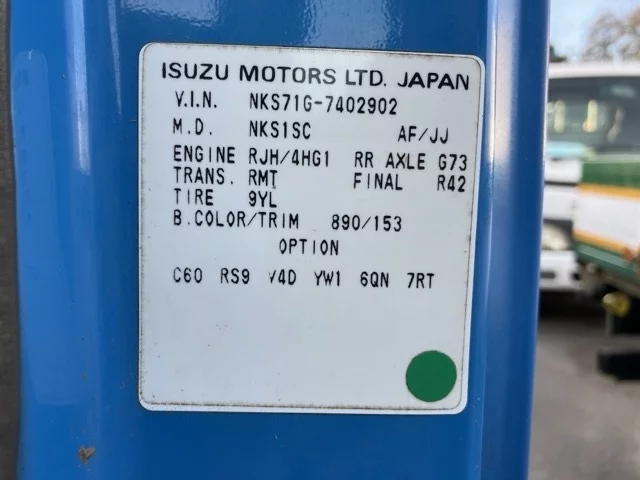 ISUZU MOTORS LTD. JAPAN
V.I.N. NKS71G-7402902
M.D. NKS1SC AF/JJ
ENGINE RJH/4HG1 RR AXLE G73
TRANS. RMT FINAL R42
TIRE 9YL
B.COLOR/TRIM 890/153
OPTION
C60 RS9 V4D YW1 6QN 7RT